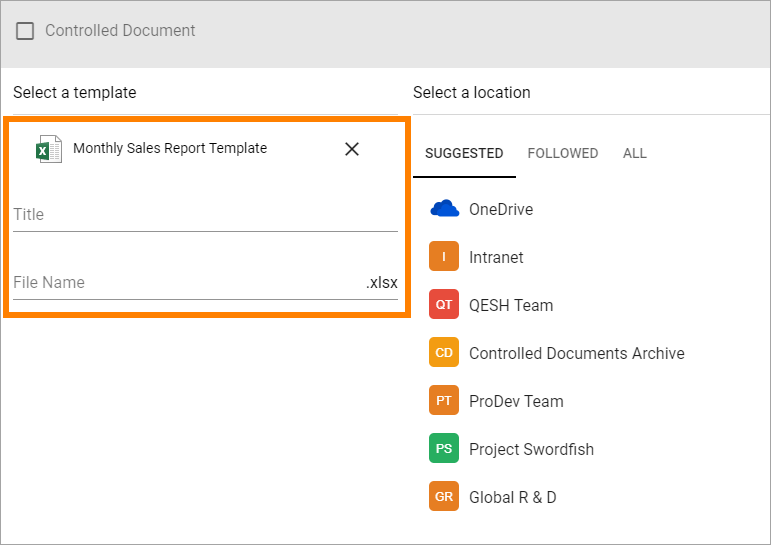 Controlled Document
Select a template
Monthly Sales Report Template
Title
File Name .xlsx
Select a location
SUGGESTED FOLLOWED ALL
OneDrive
I Intranet
QT QESH Team
CD Controlled Documents Archive
PT ProDev Team
PS Project Swordfish
GR Global R & D